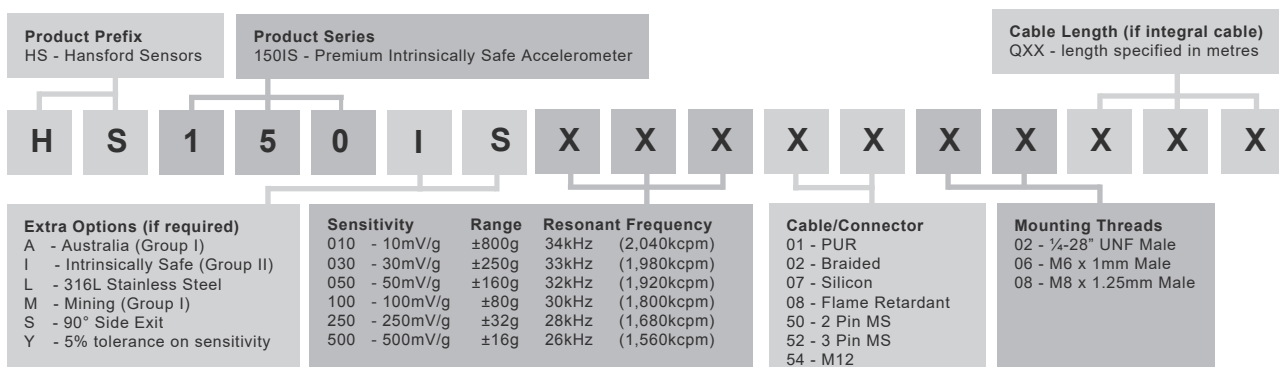 Product Prefix
HS - Hansford Sensors
Product Series
150IS - Premium Intrinsically Safe Accelerometer
Cable Length (if integral cable)
QXX - length specified in metres
H S 1 5 0 I S X X X X X X X X X X
Extra Options (if required)
A - Australia (Group I)
I - Intrinsically Safe (Group II)
L - 316L Stainless Steel
M - Mining (Group I)
S - 90° Side Exit
Y - 5% tolerance on sensitivity
Sensitivity Range Resonant Frequency
010 - 10mV/g ±800g 34kHz (2,040kcpm)
030 - 30mV/g ±250g 33kHz (1,980kcpm)
050 - 50mV/g ±160g 32kHz (1,920kcpm)
100 - 100mV/g ±80g 30kHz (1,800kcpm)
250 - 250mV/g ±32g 28kHz (1,680kcpm)
500 - 500mV/g ±16g 26kHz (1,560kcpm)
Cable/Connector
01 - PUR
02 - Braided
07 - Silicon
08 - Flame Retardant
50 - 2 Pin MS
52 - 3 Pin MS
54 - M12
Mounting Threads
02 - ¼-28” UNF Male
06 - M6 x 1mm Male
08 - M8 x 1.25mm Male